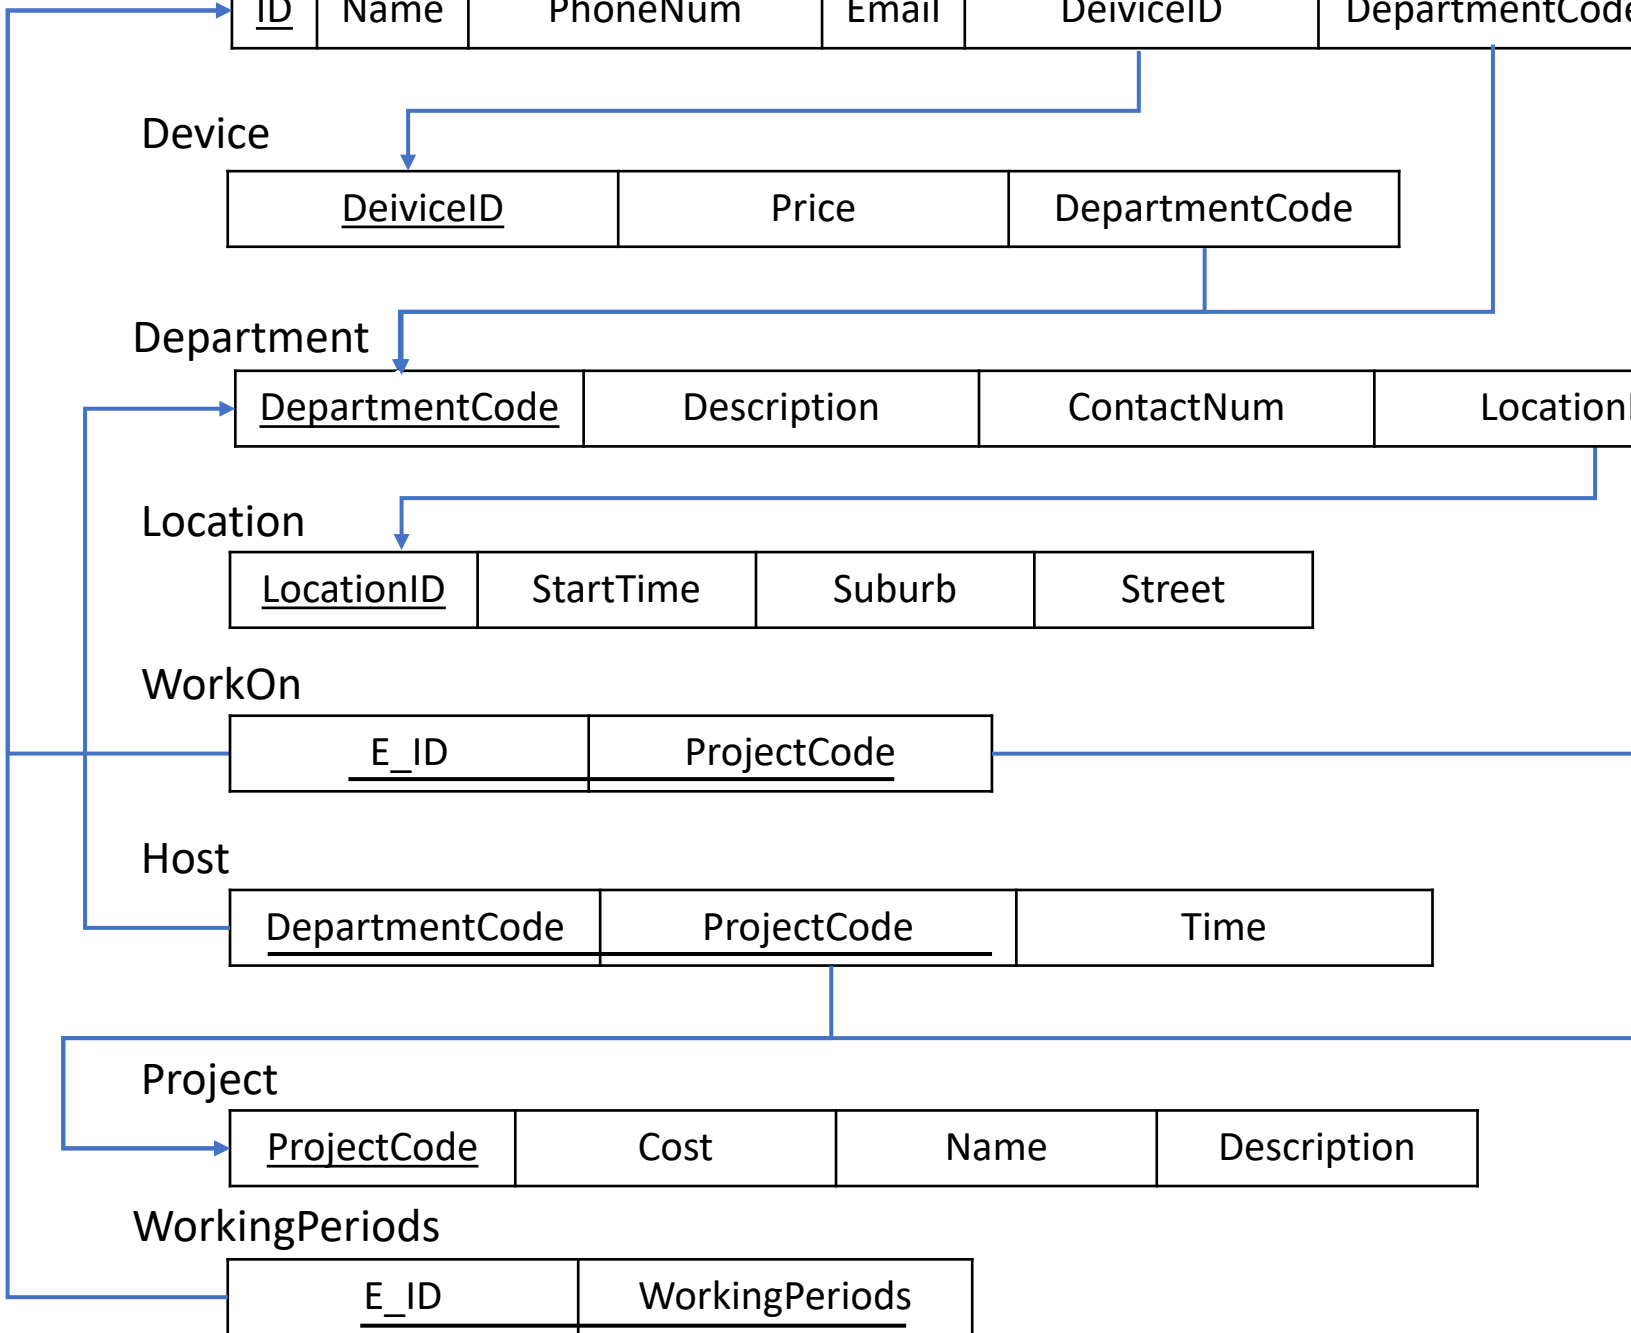 ID Name PhoneNum Email DeiviceID DepartmentCode
Device
DeiviceID Price DepartmentCode
Department
DepartmentCode Description ContactNum Location
Location
LocationID StartTime Suburb Street
WorkOn
E_ID ProjectCode
Host
DepartmentCode ProjectCode Time
Project
ProjectCode Cost Name Description
WorkingPeriods
E_ID WorkingPeriods